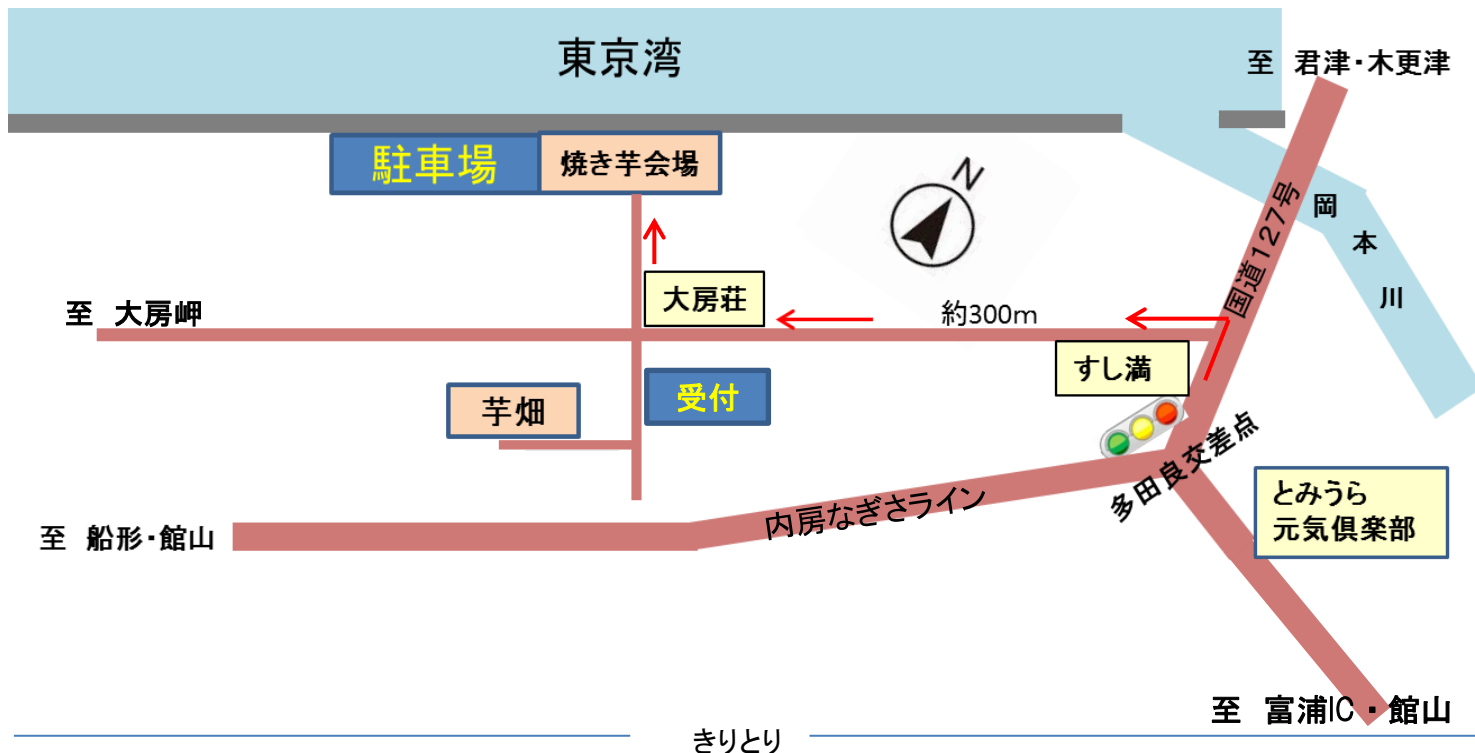 東京湾
至 君津・木更津
駐車場
焼き芋会場
N
岡本川
国道127号
大房荘
約300m
至 大房岬
すし満
受付
芋畑
多田良交差点
とみうら
元気倶楽部
内房なぎさライン
至 船形・館山
至 富浦IC・館山
きりとり